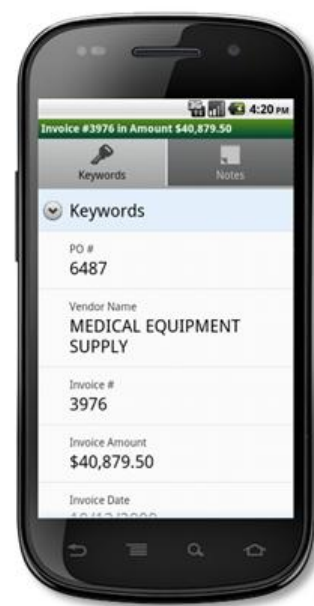 4:20 PM
Invoice #3976 in Amount $40,879.50
Keywords
Notes
Keywords
PO #
6487
Vendor Name
MEDICAL EQUIPMENT
SUPPLY
Invoice #
3976
Invoice Amount
$40,879.50
Invoice Date